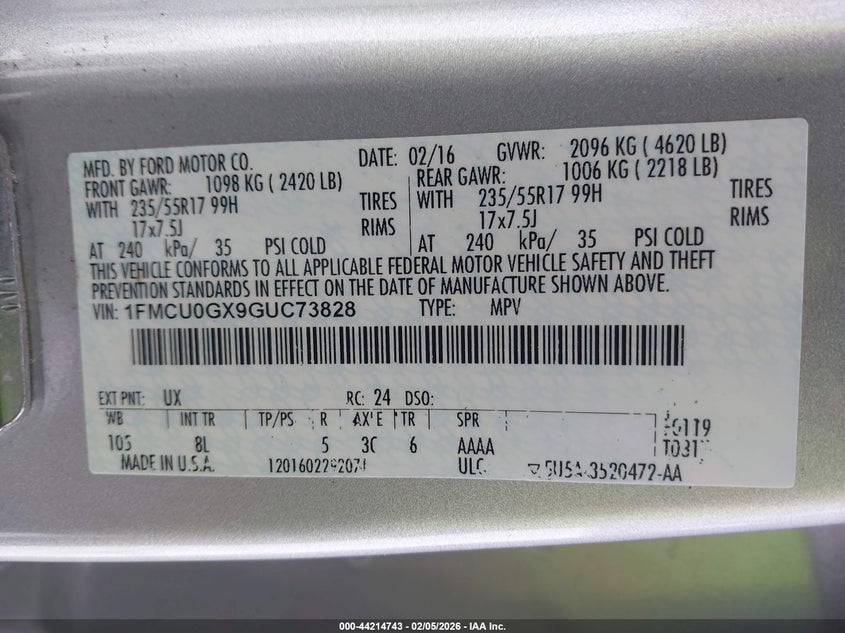 MFD. BY FORD MOTOR CO. DATE: 02/16 GVWR: 2096 KG ( 4620 LB)
FRONT GAWR: 1098 KG ( 2420 LB) REAR GAWR: 1006 KG ( 2218 LB)
WITH 235/55R17 99H TIRES WITH 235/55R17 99H TIRES
17x7.5J RIMS 17x7.5J RIMS
AT 240 kPa/ 35 PSI COLD AT 240 kPa/ 35 PSI COLD
THIS VEHICLE CONFORMS TO ALL APPLICABLE FEDERAL MOTOR VEHICLE SAFETY AND THEFT
PREVENTION STANDARDS IN EFFECT ON THE DATE OF MANUFACTURE SHOWN ABOVE.
VIN: 1FMCU0GX9GUC73828 TYPE: MPV
EXT PNT: UX RC: 24 DSO:
WB INT TR TP/PS R AXLE TR SPR
105 8L 5 3C 6 AAAA
MADE IN U.S.A.
000-44214743 | 02/05/2026 - IAA Inc.